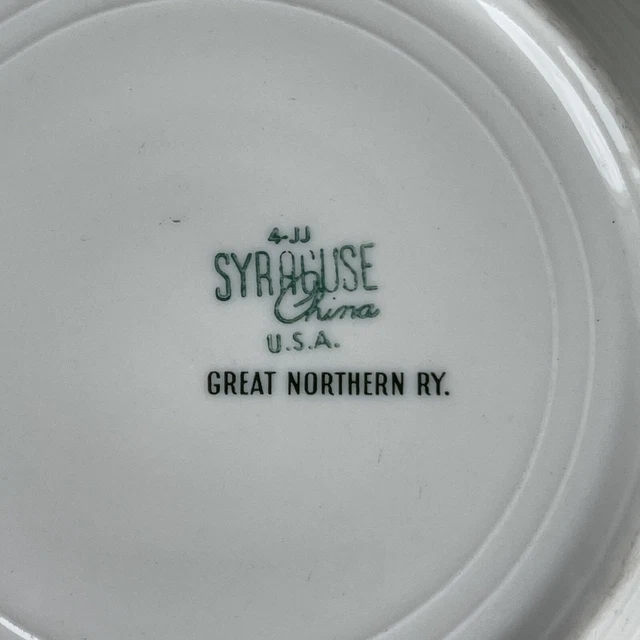 4-JJ
SYRACUSE
China
U.S.A.
GREAT NORTHERN RY.